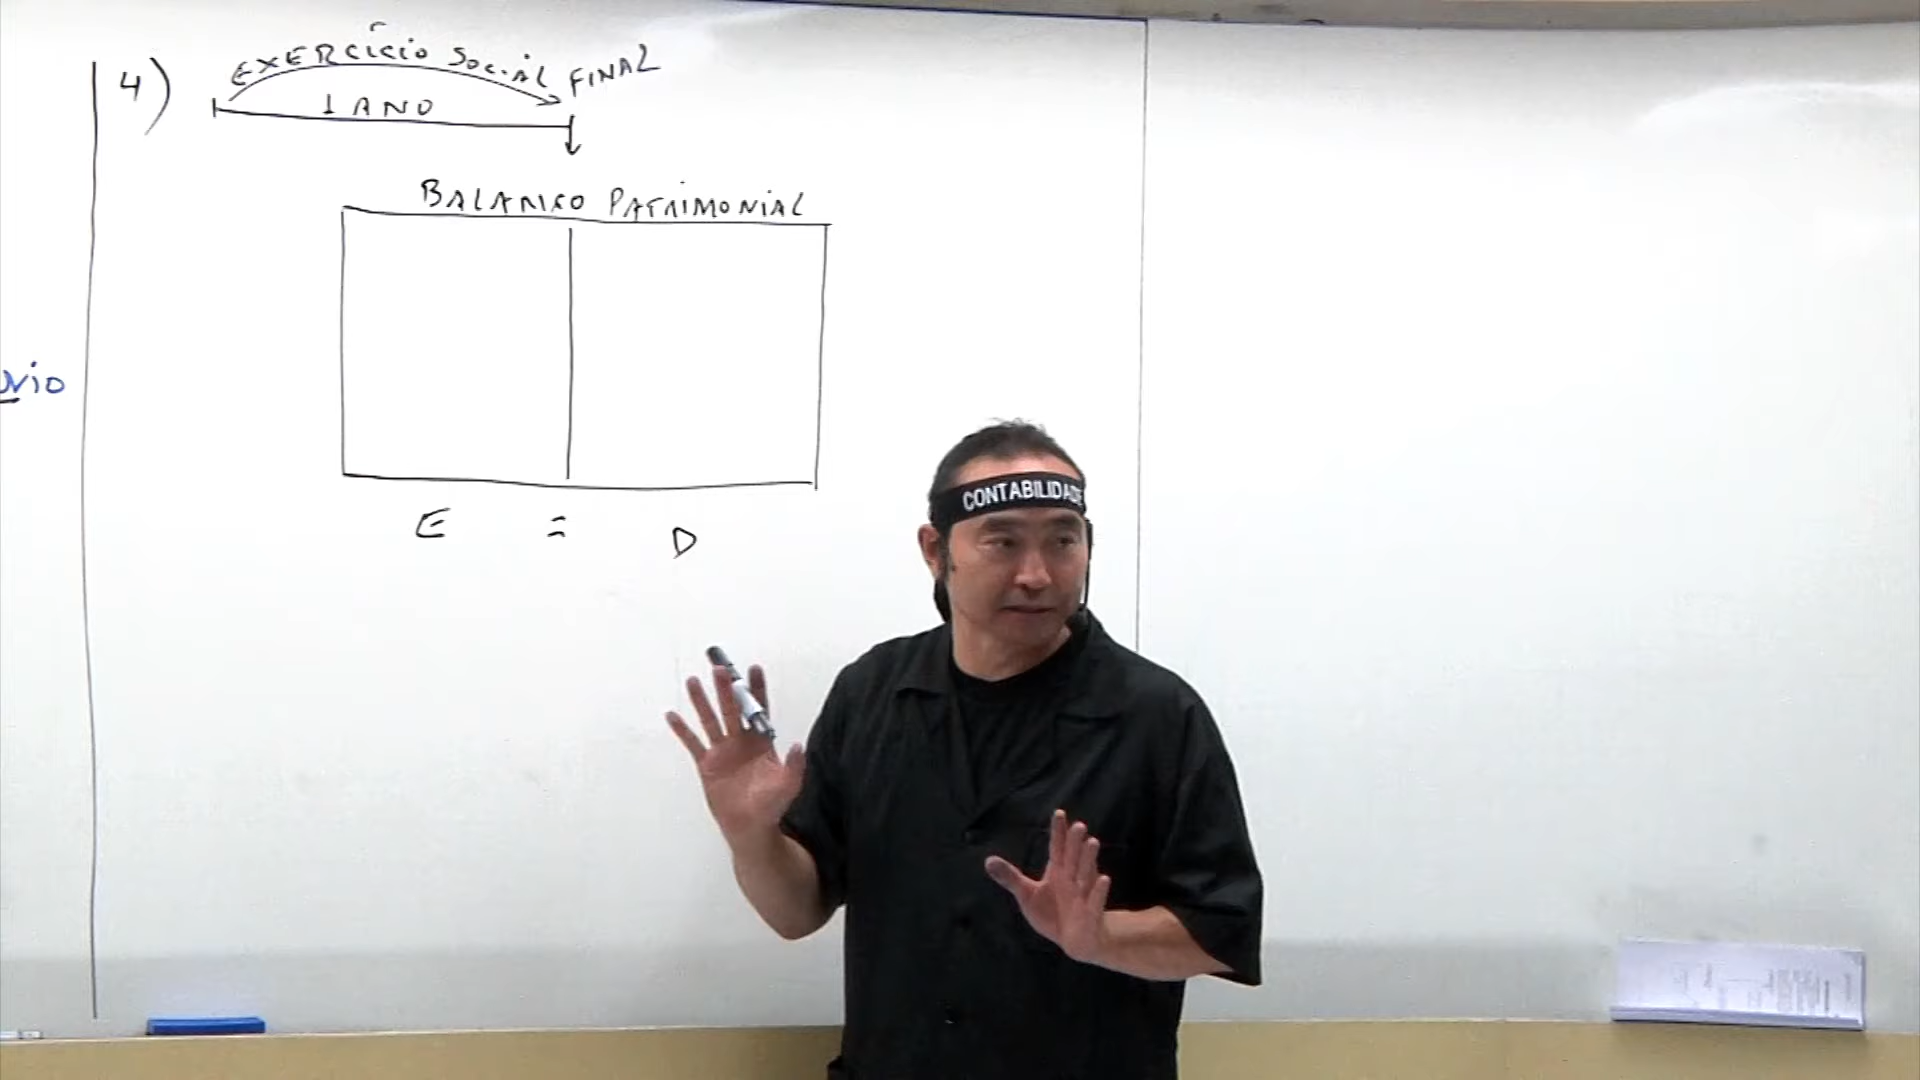 4) EXERCÍCIO SOCIAL FINAL
1 ANO
BALANÇO PATRIMONIAL
E = D
CONTABILIDADE